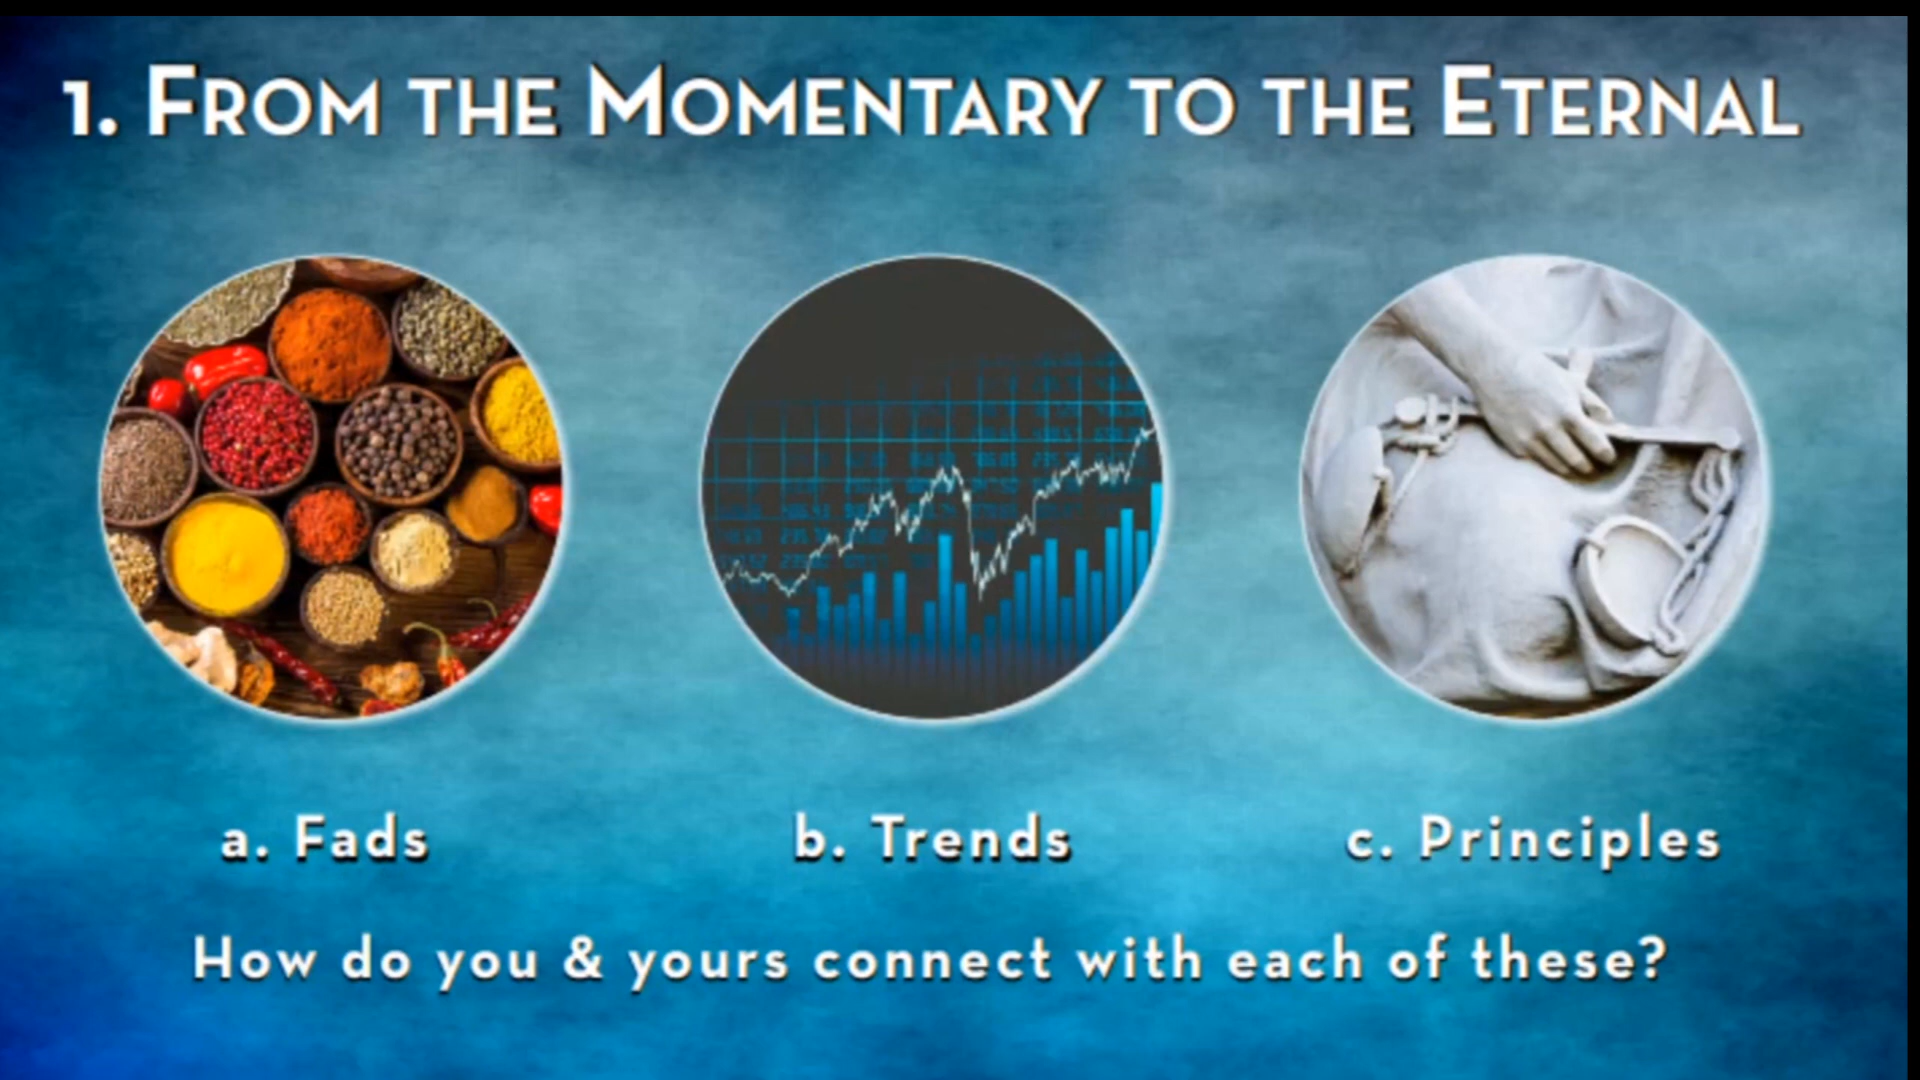 1. FROM THE MOMENTARY TO THE ETERNAL
a. Fads
b. Trends
c. Principles
How do you & yours connect with each of these?